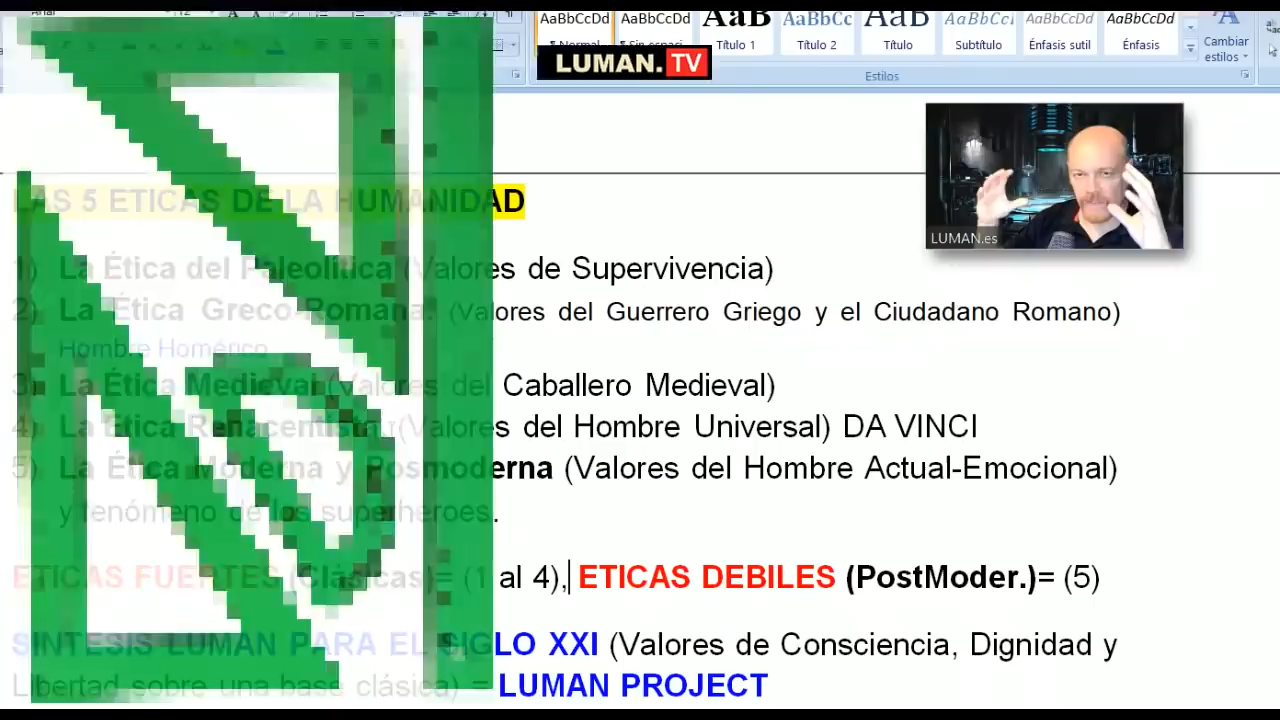 AaBbCcDd AaBbCcDd AaB AaBbCc AaB AaBbCcI AaBbCcDd AaBbCcDd
Normal Sin espaci Título 1 Título 2 Título Subtítulo Énfasis sutil Énfasis
Cambiar
estilos
Estilos
LUMAN.TV
LUMAN.es
LAS 5 ETICAS DE LA HUMANIDAD
1) La Ética del Paleolítica (Valores de Supervivencia)
2) La Ética Greco-Romana. (Valores del Guerrero Griego y el Ciudadano Romano)
Hombre Homérico
3) La Ética Medieval (Valores del Caballero Medieval)
4) La Ética Renacentista. (Valores del Hombre Universal) DA VINCI
5) La Ética Moderna y Posmoderna (Valores del Hombre Actual-Emocional)
y fenómeno de los superheroes.
ETICAS FUERTES (Clásicas)= (1 al 4), ETICAS DEBILES (PostModer.)= (5)
SINTESIS LUMAN PARA EL SIGLO XXI (Valores de Consciencia, Dignidad y
Libertad sobre una base clásica) = LUMAN PROJECT